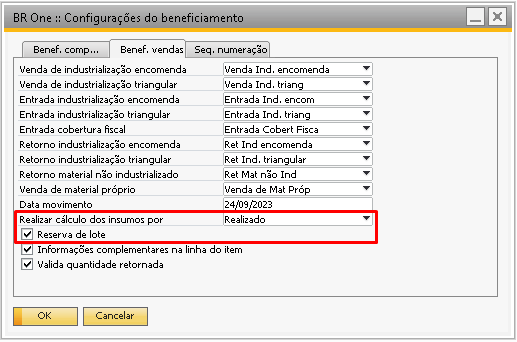 BR One :: Configurações do beneficiamento
Benef. comp... Benef. vendas Seq. numeração
Venda de industrialização encomenda Venda Ind. encomenda
Venda de industrialização triangular Venda Ind. triang
Entrada industrialização encomenda Entrada Ind. encom
Entrada industrialização triangular Entrada Ind. triang
Entrada cobertura fiscal Entrada Cobert Fisca
Retorno industrialização encomenda Ret Ind encomenda
Retorno industrialização triangular Ret Ind. triangular
Retorno material não industrializado Ret Mat não Ind
Venda de material próprio Venda de Mat Próp
Data movimento 24/09/2023
Realizar cálculo dos insumos por Realizado
Reserva de lote
Informações complementares na linha do item
Valida quantidade retornada
OK Cancelar